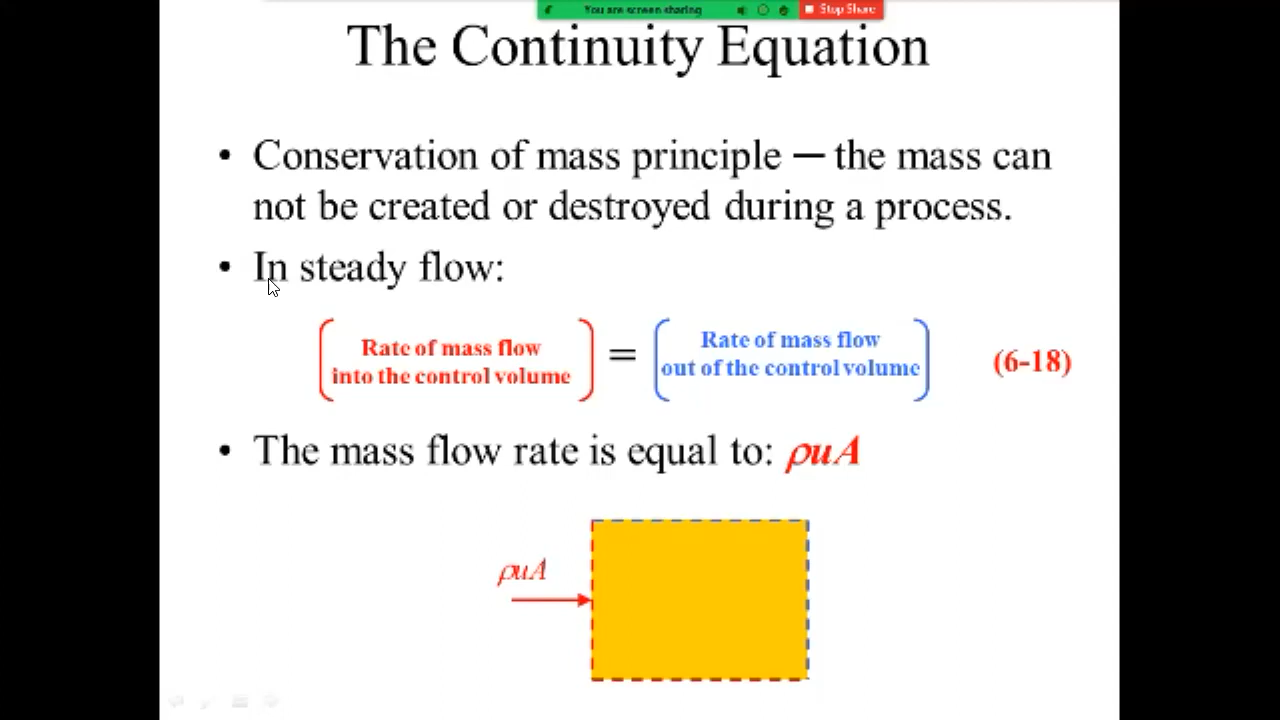 You are screen sharing
Stop Share
The Continuity Equation
• Conservation of mass principle — the mass can
not be created or destroyed during a process.
• In steady flow:
Rate of mass flow
into the control volume
=
Rate of mass flow
out of the control volume
(6-18)
• The mass flow rate is equal to: ρuA
ρuA